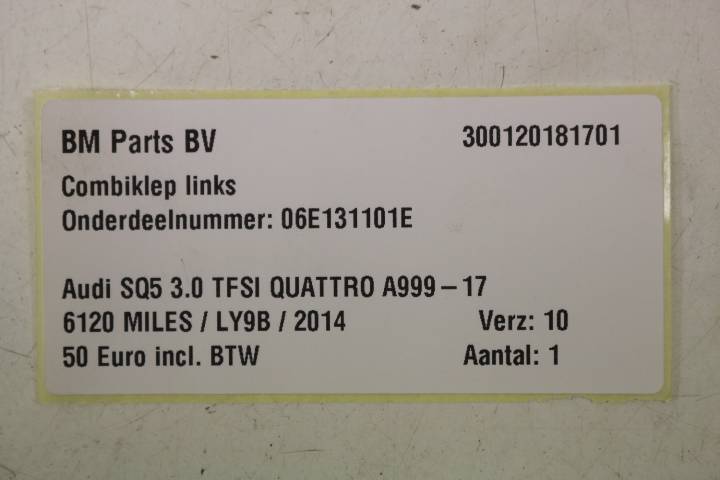 BM Parts BV 300120181701
Combiklep links
Onderdeelnummer: 06E131101E
Audi SQ5 3.0 TFSI QUATTRO A999-17
6120 MILES / LY9B / 2014 Verz: 10
50 Euro incl. BTW Aantal: 1